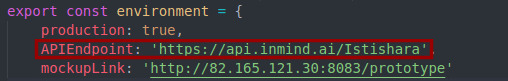 export const environment = {
production: true,
APIEndpoint: 'https://api.inmind.ai/Istishara',
mockupLink: 'http://82.165.121.30:8083/prototype'